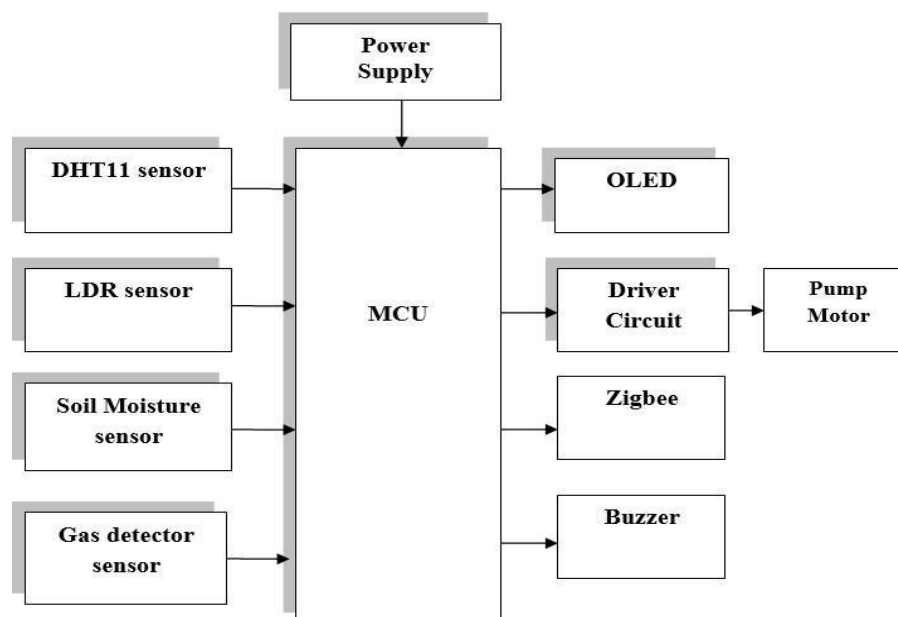 Power
Supply
DHT11 sensor
OLED
LDR sensor
MCU
Driver
Circuit
Pump
Motor
Soil Moisture
sensor
Zigbee
Gas detector
sensor
Buzzer